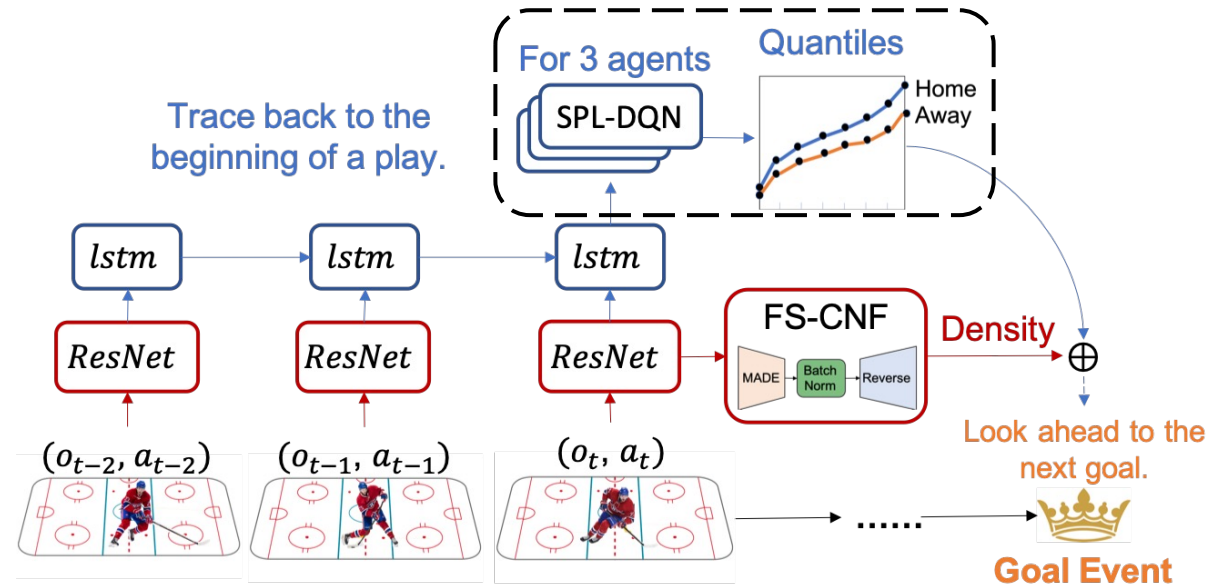 For 3 agents
Quantiles
SPL-DQN
Home
Away
Trace back to the
beginning of a play.
lstm
lstm
lstm
ResNet
ResNet
ResNet
FS-CNF
MADE
Batch
Norm
Reverse
Density
⊕
(o_{t−2}, a_{t−2})
(o_{t−1}, a_{t−1})
(o_t, a_t)
Look ahead to the
next goal.
......
Goal Event